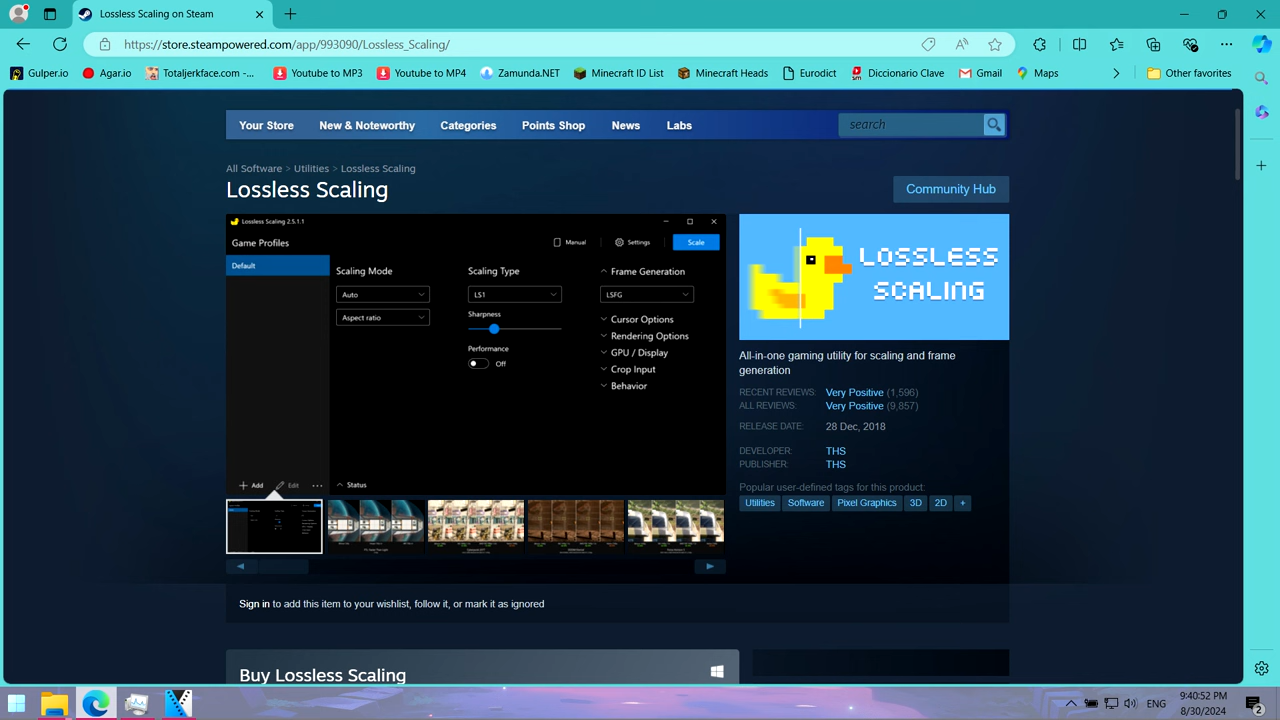 Lossless Scaling on Steam
https://store.steampowered.com/app/993090/Lossless_Scaling/
Gulper.io
Agar.io
Totaljerkface.com -...
Youtube to MP3
Youtube to MP4
Zamunda.NET
Minecraft ID List
Minecraft Heads
Eurodict
Diccionario Clave
Gmail
Maps
Other favorites
Your Store
New & Noteworthy
Categories
Points Shop
News
Labs
search
All Software > Utilities > Lossless Scaling
Lossless Scaling
Community Hub
Lossless Scaling 2.5.1.1
Game Profiles
Manual
Settings
Scale
Default
Scaling Mode
Auto
Aspect ratio
Scaling Type
LS1
Sharpness
Performance
Off
Frame Generation
LSFG
Cursor Options
Rendering Options
GPU / Display
Crop Input
Behavior
Add
Edit
Status
LOSSLESS
SCALING
All-in-one gaming utility for scaling and frame
generation
RECENT REVIEWS: Very Positive (1,596)
ALL REVIEWS: Very Positive (9,857)
RELEASE DATE: 28 Dec, 2018
DEVELOPER: THS
PUBLISHER: THS
Popular user-defined tags for this product:
Utilities
Software
Pixel Graphics
3D
2D
+
Sign in to add this item to your wishlist, follow it, or mark it as ignored
Buy Lossless Scaling
ENG
9:40:52 PM
8/30/2024
2